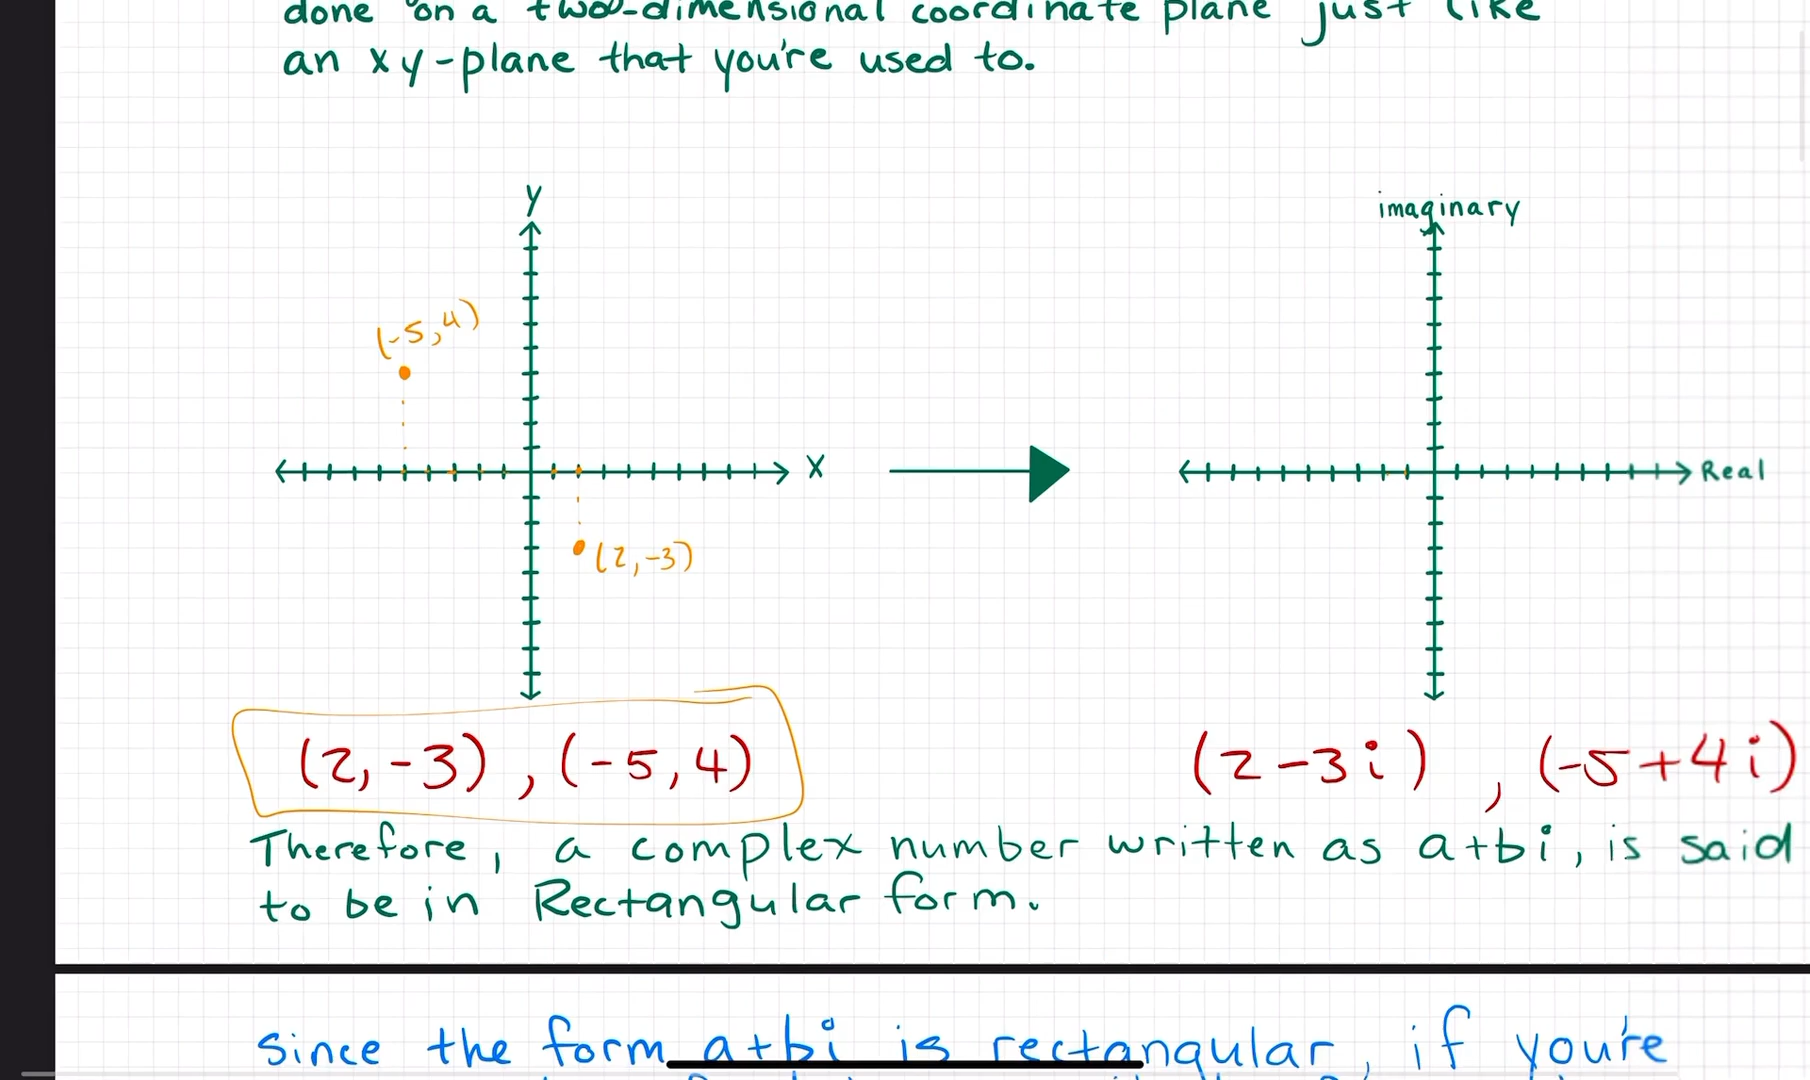 done on a two-dimensional coordinate plane just like
an xy-plane that you're used to.
y
imaginary
(-5,4)
x
Real
(2,-3)
(2,-3) , (-5,4)
(2-3i) , (-5+4i)
Therefore, a complex number written as a+bi, is said
to be in Rectangular form.
Since the form a+bi is rectangular, if you're